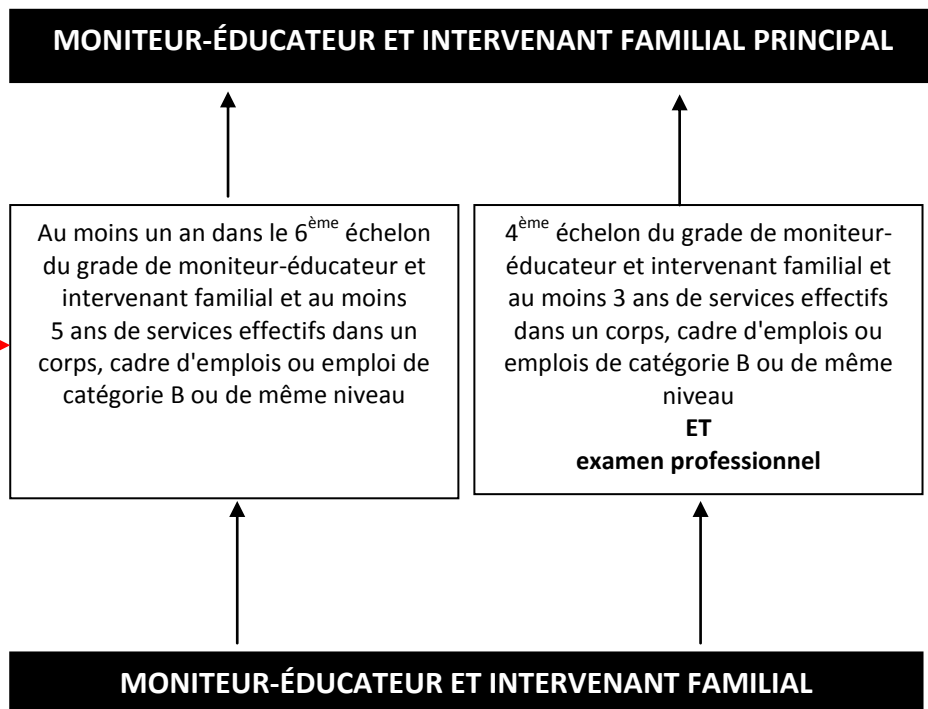 MONITEUR-ÉDUCATEUR ET INTERVENANT FAMILIAL PRINCIPAL
Au moins un an dans le 6ème échelon
du grade de moniteur-éducateur et
intervenant familial et au moins
5 ans de services effectifs dans un
corps, cadre d'emplois ou emploi de
catégorie B ou de même niveau
4ème échelon du grade de moniteur-
éducateur et intervenant familial et
au moins 3 ans de services effectifs
dans un corps, cadre d'emplois ou
emplois de catégorie B ou de même
niveau
ET
examen professionnel
MONITEUR-ÉDUCATEUR ET INTERVENANT FAMILIAL